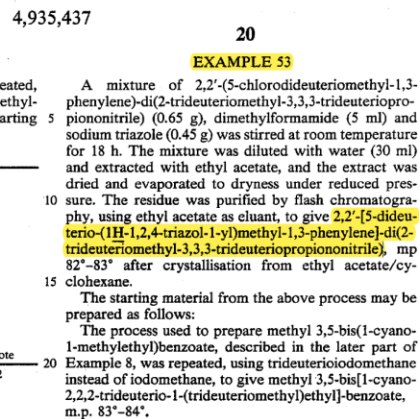 4,935,437
20
EXAMPLE 53
eated,
ethyl-
arting
ote
2
A mixture of 2,2'-(5-chlorodideuteriomethyl-1,3-
phenylene)-di(2-trideuteriomethyl-3,3,3-trideuteriopro-
5 piononitrile) (0.65 g), dimethylformamide (5 ml) and
sodium triazole (0.45 g) was stirred at room temperature
for 18 h. The mixture was diluted with water (30 ml)
and extracted with ethyl acetate, and the extract was
dried and evaporated to dryness under reduced pres-
10 sure. The residue was purified by flash chromatogra-
phy, using ethyl acetate as eluant, to give 2,2'-[5-dideu-
terio-(1H-1,2,4-triazol-1-yl)methyl-1,3-phenylene]-di(2-
trideuteriomethyl-3,3,3-trideuteriopropiononitrile), mp
82°-83° after crystallisation from ethyl acetate/cy-
15 clohexane.
The starting material from the above process may be
prepared as follows:
The process used to prepare methyl 3,5-bis(1-cyano-
1-methylethyl)benzoate, described in the later part of
20 Example 8, was repeated, using trideuterioiodomethane
instead of iodomethane, to give methyl 3,5-bis[1-cyano-
2,2,2-trideuterio-1-(trideuteriomethyl)ethyl]-benzoate,
m.p. 83°-84°.